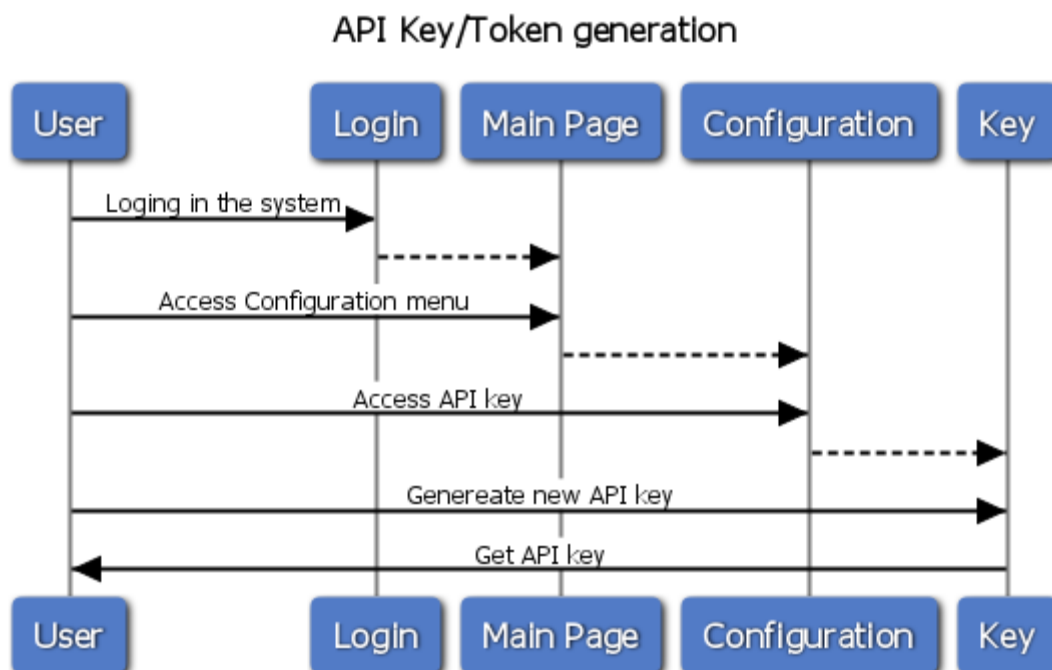 API Key/Token generation
User Login Main Page Configuration Key
Loging in the system
Access Configuration menu
Access API key
Genereate new API key
Get API key
User Login Main Page Configuration Key